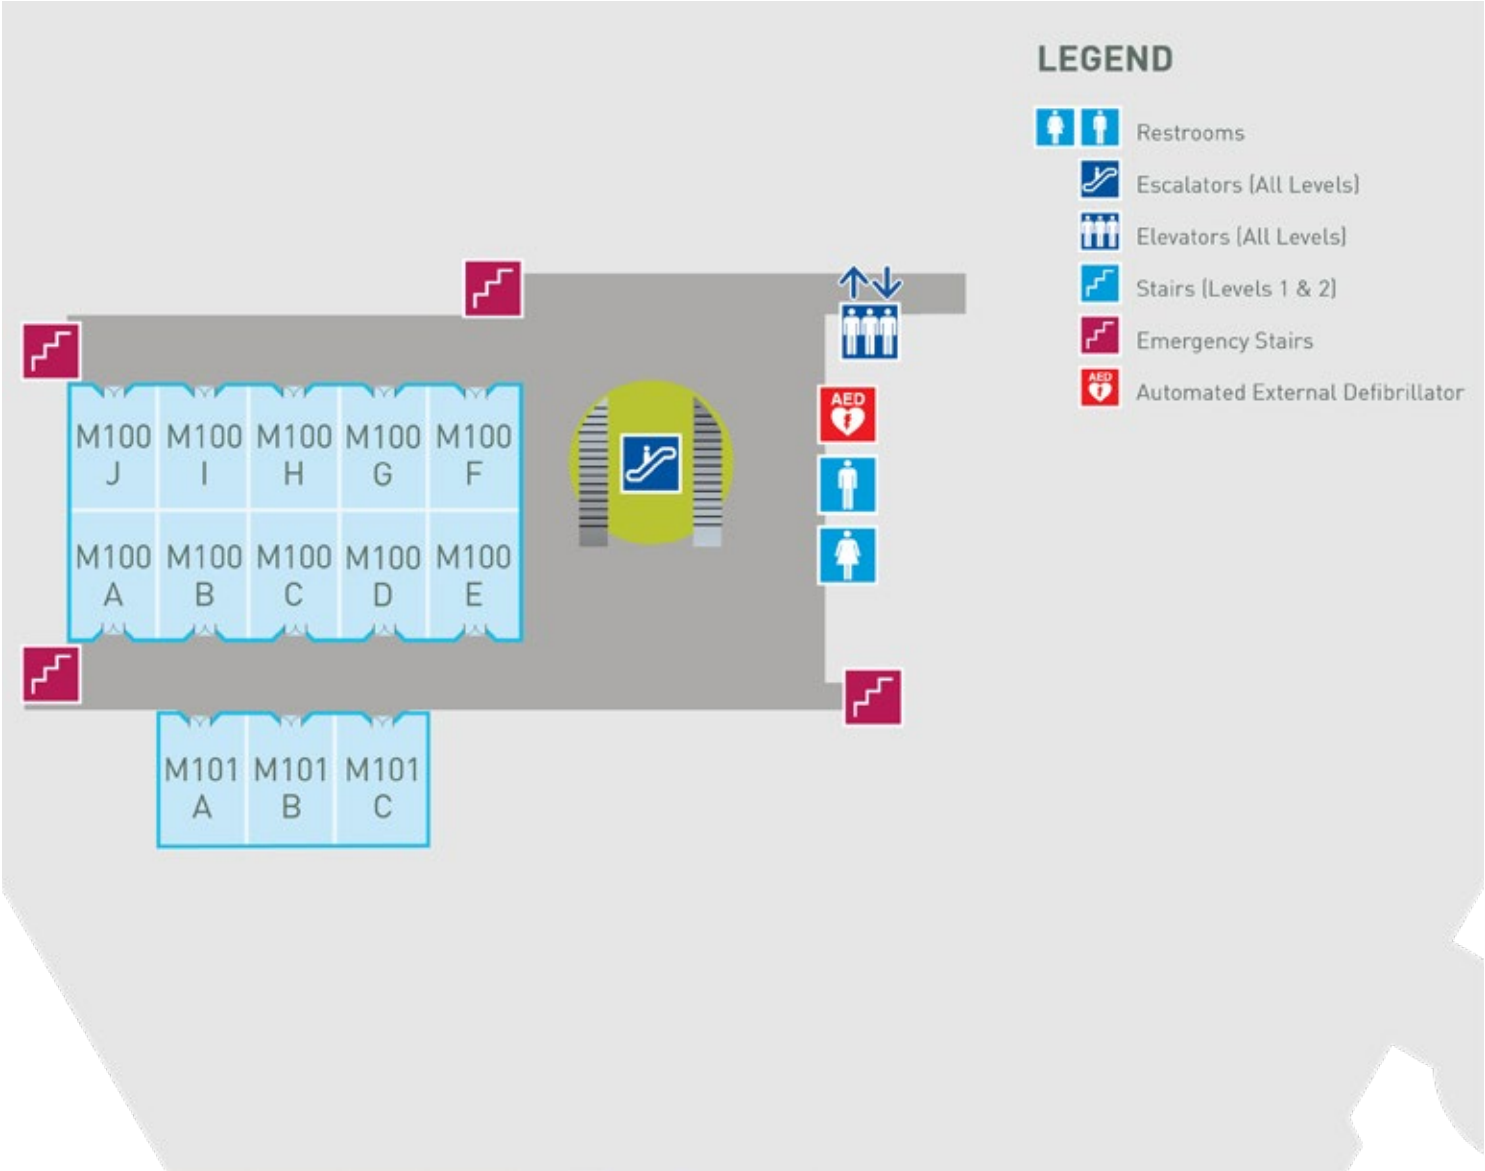 LEGEND
Restrooms
Escalators (All Levels)
Elevators (All Levels)
Stairs (Levels 1 & 2)
Emergency Stairs
AED
Automated External Defibrillator
AED
M100 M100 M100 M100 M100
J I H G F
M100 M100 M100 M100 M100
A B C D E
M101 M101 M101
A B C